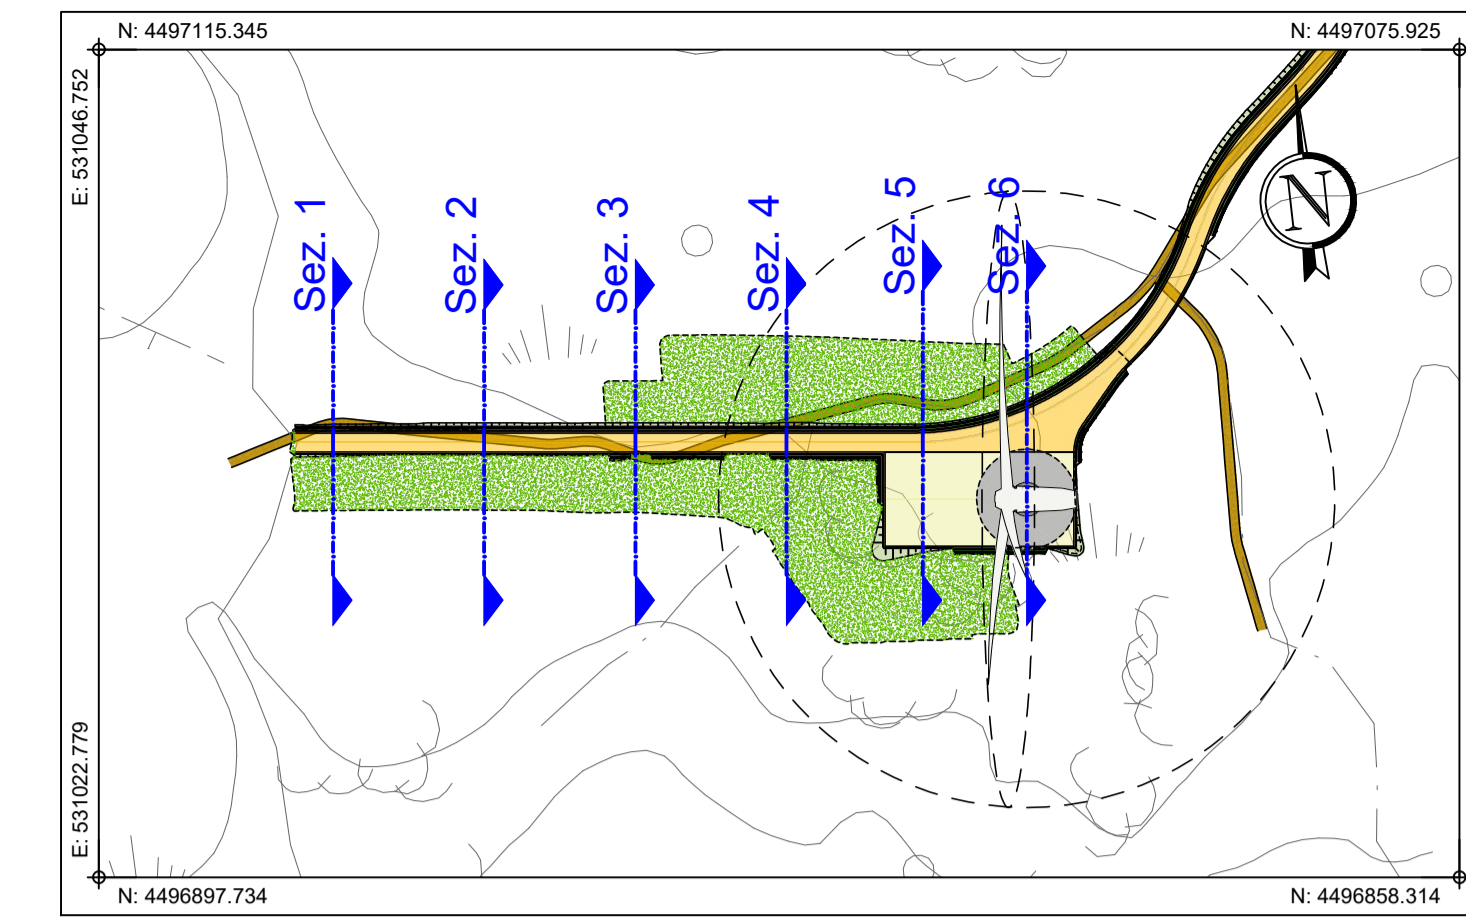 N: 4497115.345
N: 4497075.925
E: 531046.752
Sez. 1
Sez. 2
Sez. 3
Sez. 4
Sez. 5
Sez. 6
N
E: 531022.779
N: 4496897.734
N: 4496858.314